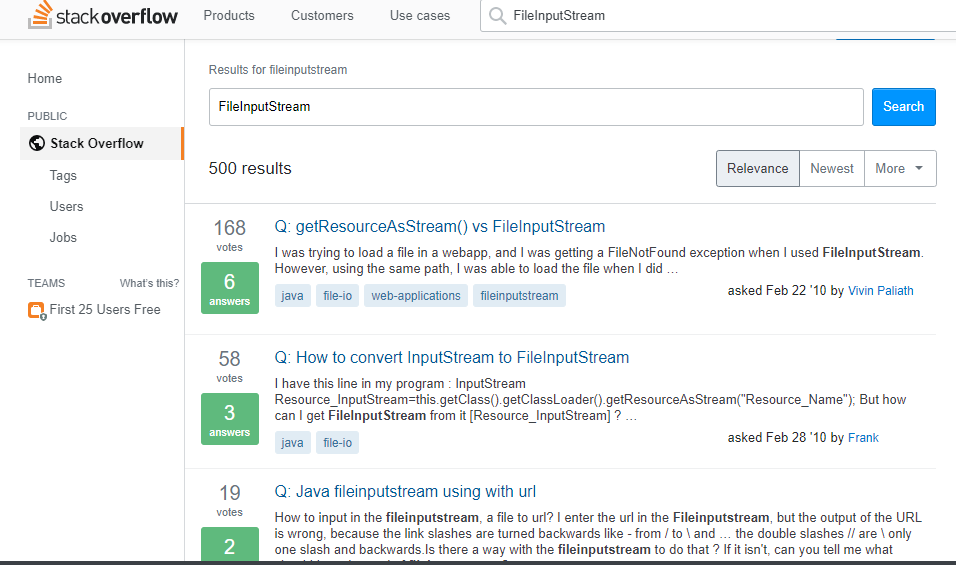 stackoverflow Products Customers Use cases FileInputStream
Home
PUBLIC
Stack Overflow
Tags
Users
Jobs
TEAMS What's this?
First 25 Users Free
Results for fileinputstream
FileInputStream Search
500 results Relevance Newest More
168 votes
6 answers
Q: getResourceAsStream() vs FileInputStream
I was trying to load a file in a webapp, and I was getting a FileNotFound exception when I used FileInputStream.
However, using the same path, I was able to load the file when I did ...
java file-io web-applications fileinputstream
asked Feb 22 '10 by Vivin Paliath
58 votes
3 answers
Q: How to convert InputStream to FileInputStream
I have this line in my program : InputStream
Resource_InputStream=this.getClass().getClassLoader().getResourceAsStream("Resource_Name"); But how
can I get FileInputStream from it [Resource_InputStream] ? ...
java file-io
asked Feb 28 '10 by Frank
19 votes
2
Q: Java fileinputstream using with url
How to input in the fileinputstream, a file to url? I enter the url in the Fileinputstream, but the output of the URL
is wrong, because the link slashes are turned backwards like - from / to \ and ... the double slashes // are \ only
one slash and backwards.Is there a way with the fileinputstream to do that ? If it isn't, can you tell me what